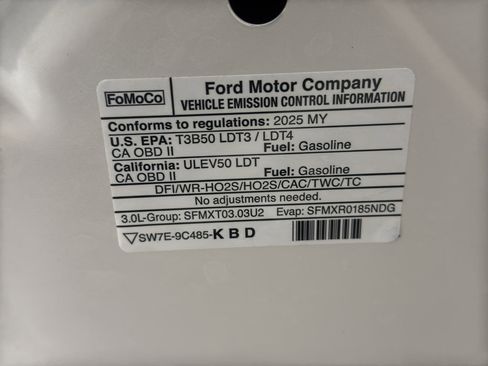 FoMoCo
Ford Motor Company
VEHICLE EMISSION CONTROL INFORMATION
Conforms to regulations: 2025 MY
U.S. EPA: T3B50 LDT3 / LDT4
CA OBD II Fuel: Gasoline
California: ULEV50 LDT
CA OBD II Fuel: Gasoline
DFI/WR-HO2S/HO2S/CAC/TWC/TC
No adjustments needed.
3.0L-Group: SFMXT03.03U2 Evap: SFMXR0185NDG
SW7E-9C485-K B D